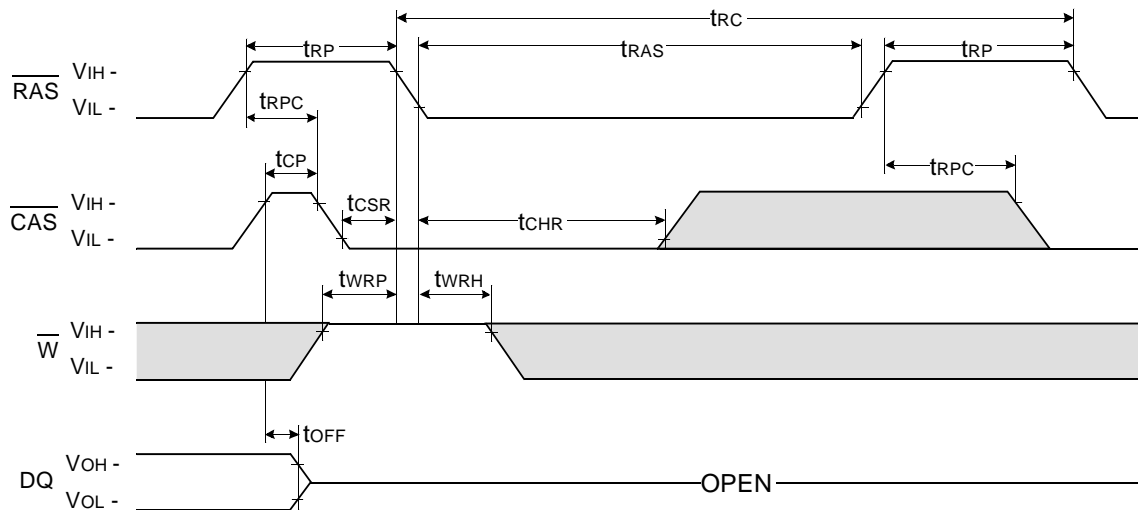 tRC
tRP tRAS tRP
RAS VIH -
VIL -
tRPC
tCP tRPC
CAS VIH -
VIL -
tCSR tCHR
tWRP tWRH
W VIH -
VIL -
tOFF
DQ VOH -
VOL -
OPEN